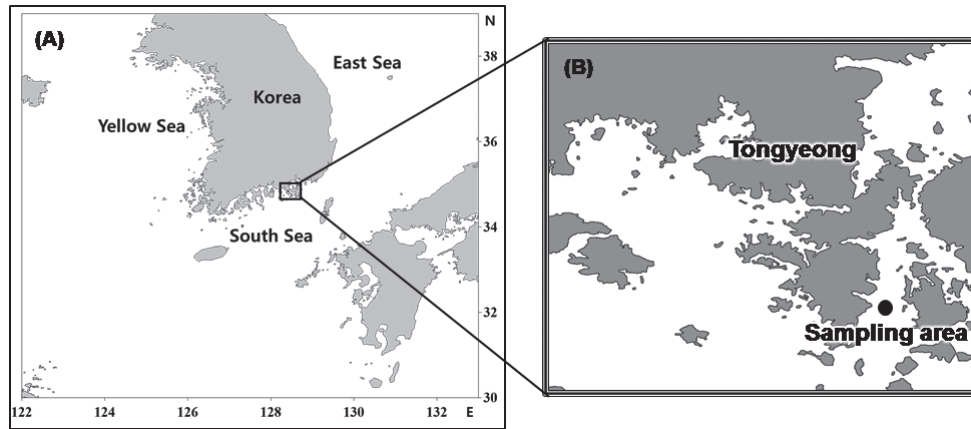 (A)
N
38
East Sea
Korea
Yellow Sea
36
34
South Sea
32
30
122
124
126
128
130
132
E
(B)
Tongyeong
Sampling area